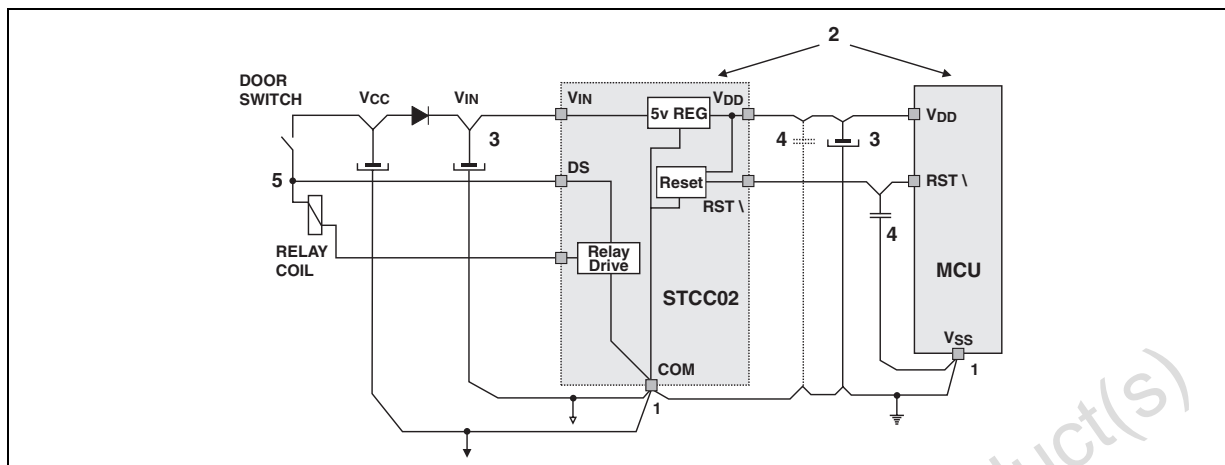 2
DOOR
SWITCH
VCC
VIN
VIN
5v REG
VDD
VDD
3
4
3
5
DS
Reset
RST \
RST \
4
RELAY
COIL
Relay
Drive
STCC02
MCU
VSS
COM
1
1
duct(s)